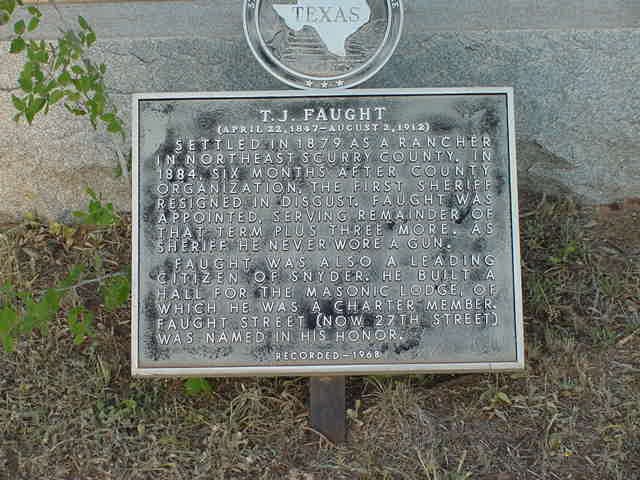 TEXAS
T.J. FAUGHT
(APRIL 22, 1847—AUGUST 2, 1912)
SETTLED IN 1879 AS A RANCHER
IN NORTHEAST SCURRY COUNTY. IN
1884, SIX MONTHS AFTER COUNTY
ORGANIZATION, THE FIRST SHERIFF
RESIGNED IN DISGUST. FAUGHT WAS
APPOINTED, SERVING REMAINDER OF
THAT TERM PLUS THREE MORE. AS
SHERIFF HE NEVER WORE A GUN.
FAUGHT WAS ALSO A LEADING
CITIZEN OF SNYDER. HE BUILT A
HALL FOR THE MASONIC LODGE, OF
WHICH HE WAS A CHARTER MEMBER.
FAUGHT STREET (NOW 27TH STREET)
WAS NAMED IN HIS HONOR.
RECORDED—1968